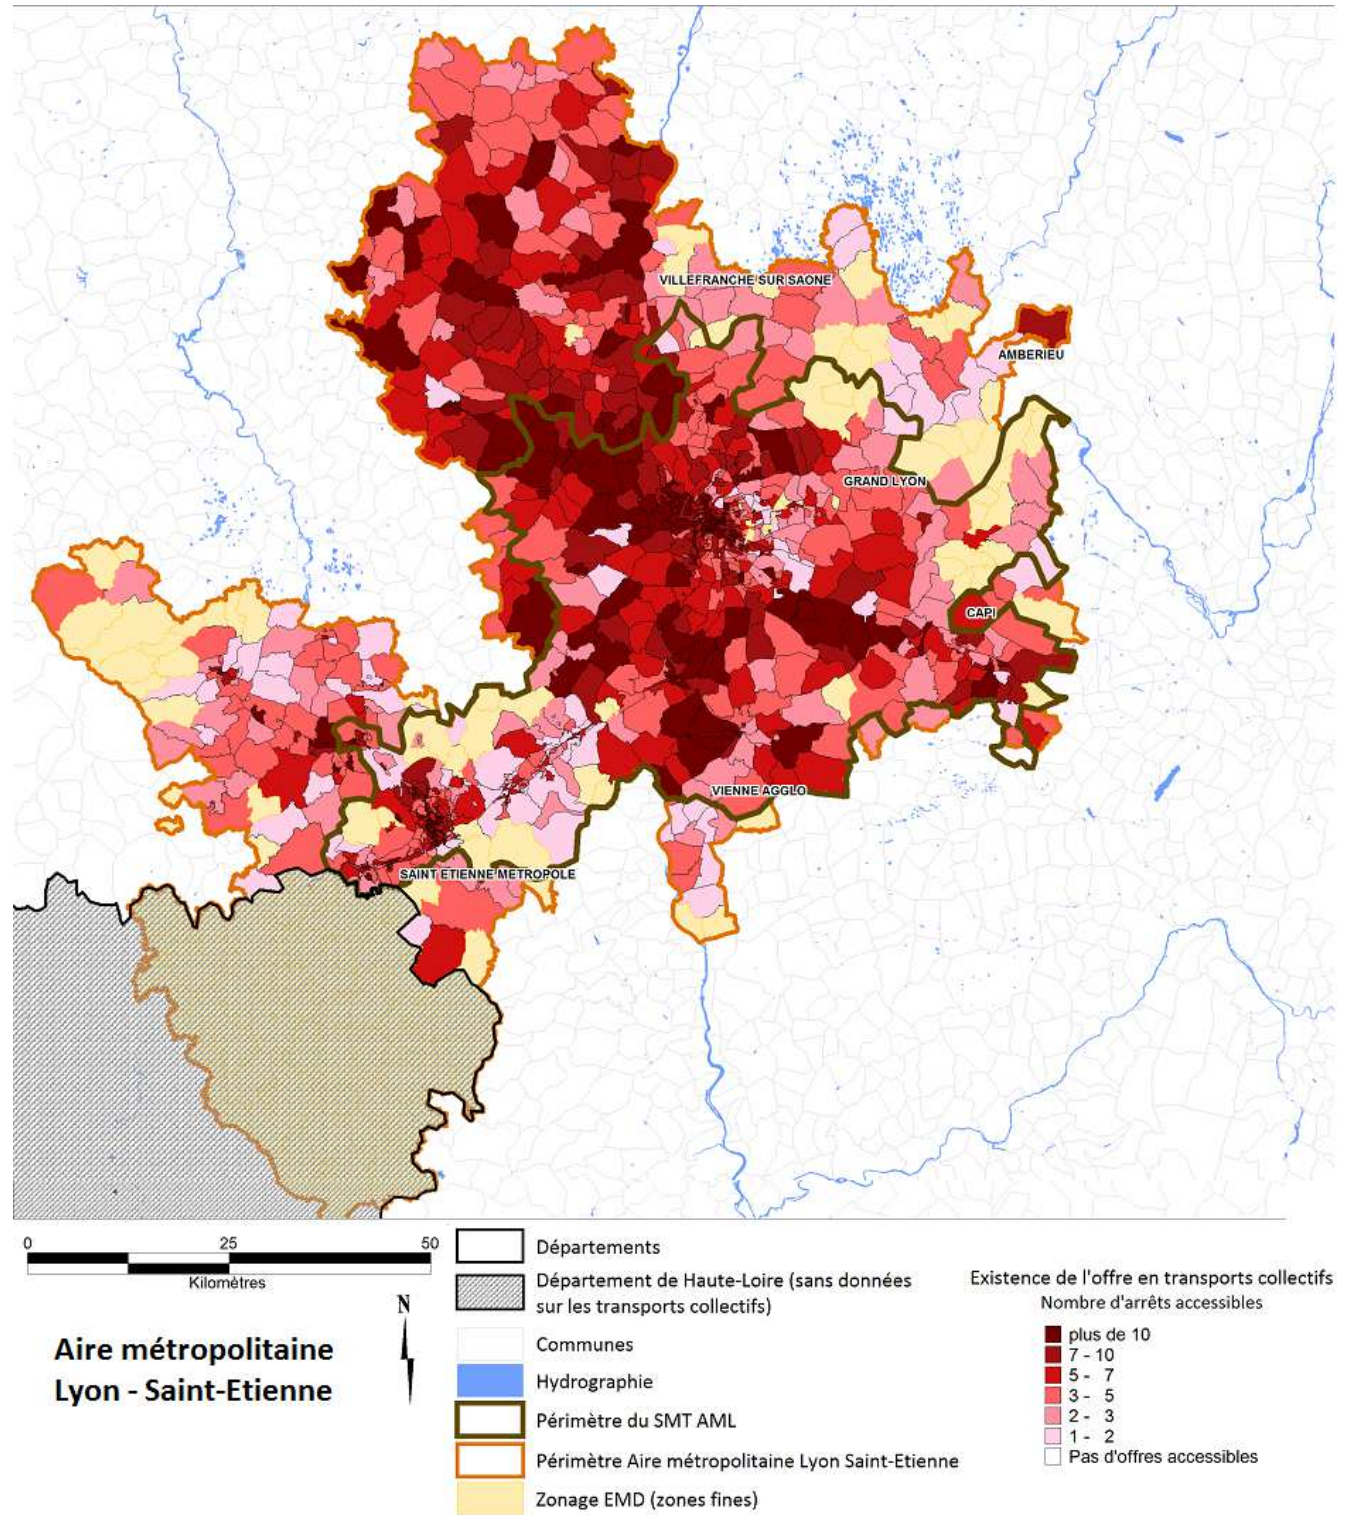 VILLEFRANCHE SUR SAONE
AMBERIEU
GRAND LYON
CAPI
VIENNE AGGLO
SAINT ETIENNE METROPOLE
0 25 50
Kilomètres
N
Aire métropolitaine
Lyon - Saint-Etienne
Départements
Département de Haute-Loire (sans données
sur les transports collectifs)
Communes
Hydrographie
Périmètre du SMT AML
Périmètre Aire métropolitaine Lyon Saint-Etienne
Zonage EMD (zones fines)
Existence de l'offre en transports collectifs
Nombre d'arrêts accessibles
plus de 10
7 - 10
5 - 7
3 - 5
2 - 3
1 - 2
Pas d'offres accessibles